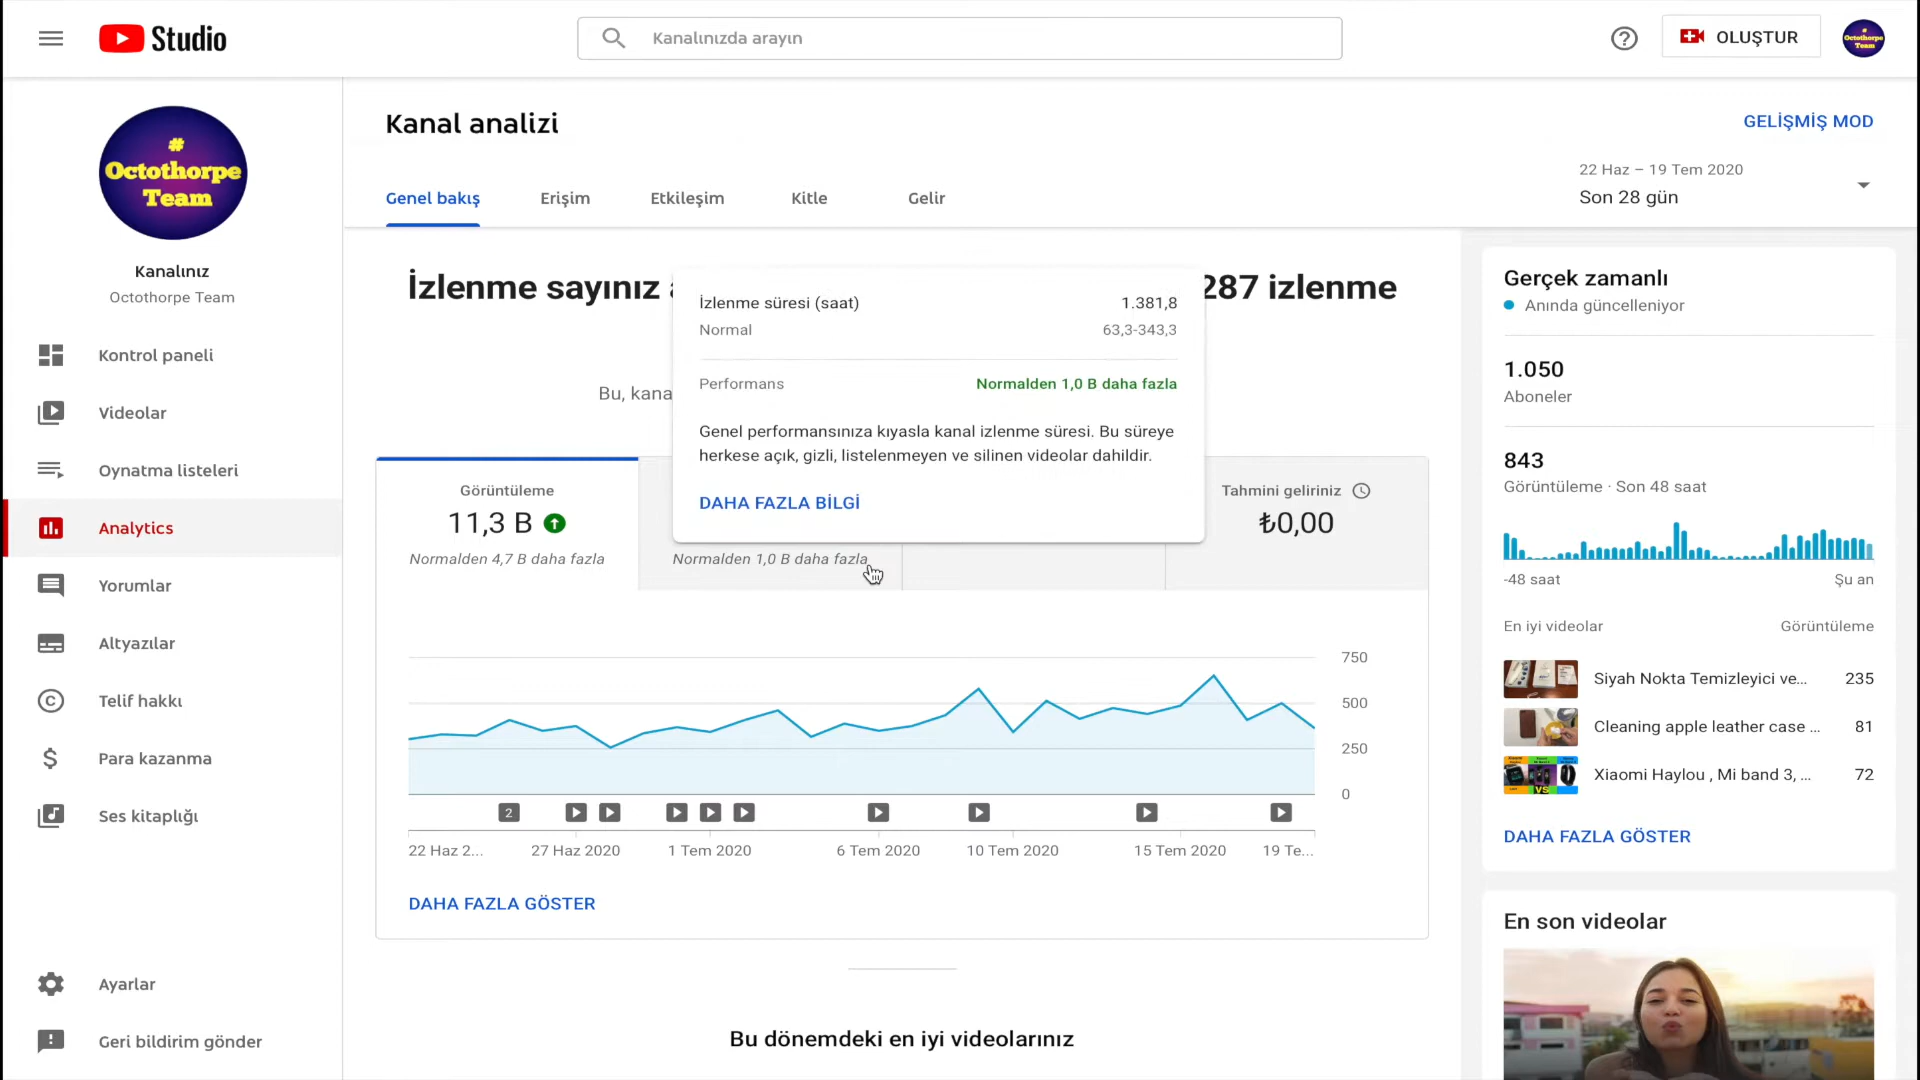 Studio
Kanalınızda arayın
OLUŞTUR
Octothorpe
Team
#
Octothorpe
Team
Kanalınız
Octothorpe Team
Kontrol paneli
Videolar
Oynatma listeleri
Analytics
Yorumlar
Altyazılar
Telif hakkı
Para kazanma
Ses kitaplığı
Ayarlar
Geri bildirim gönder
Kanal analizi
GELİŞMİŞ MOD
22 Haz – 19 Tem 2020
Son 28 gün
Genel bakış
Erişim
Etkileşim
Kitle
Gelir
İzlenme sayınız
287 izlenme
Bu, kana
İzlenme süresi (saat) 1.381,8
Normal 63,3-343,3
Performans Normalden 1,0 B daha fazla
Genel performansınıza kıyasla kanal izlenme süresi. Bu süreye
herkese açık, gizli, listelenmeyen ve silinen videolar dahildir.
DAHA FAZLA BİLGİ
Görüntüleme
11,3 B
Normalden 4,7 B daha fazla
Normalden 1,0 B daha fazla
Tahmini geliriniz
₺0,00
750
500
250
0
2
22 Haz 2...
27 Haz 2020
1 Tem 2020
6 Tem 2020
10 Tem 2020
15 Tem 2020
19 Te...
DAHA FAZLA GÖSTER
Bu dönemdeki en iyi videolarınız
Gerçek zamanlı
Anında güncelleniyor
1.050
Aboneler
843
Görüntüleme · Son 48 saat
-48 saat
Şu an
En iyi videolar Görüntüleme
Siyah Nokta Temizleyici ve... 235
Cleaning apple leather case ... 81
VS
Xiaomi Haylou , Mi band 3, ... 72
DAHA FAZLA GÖSTER
En son videolar